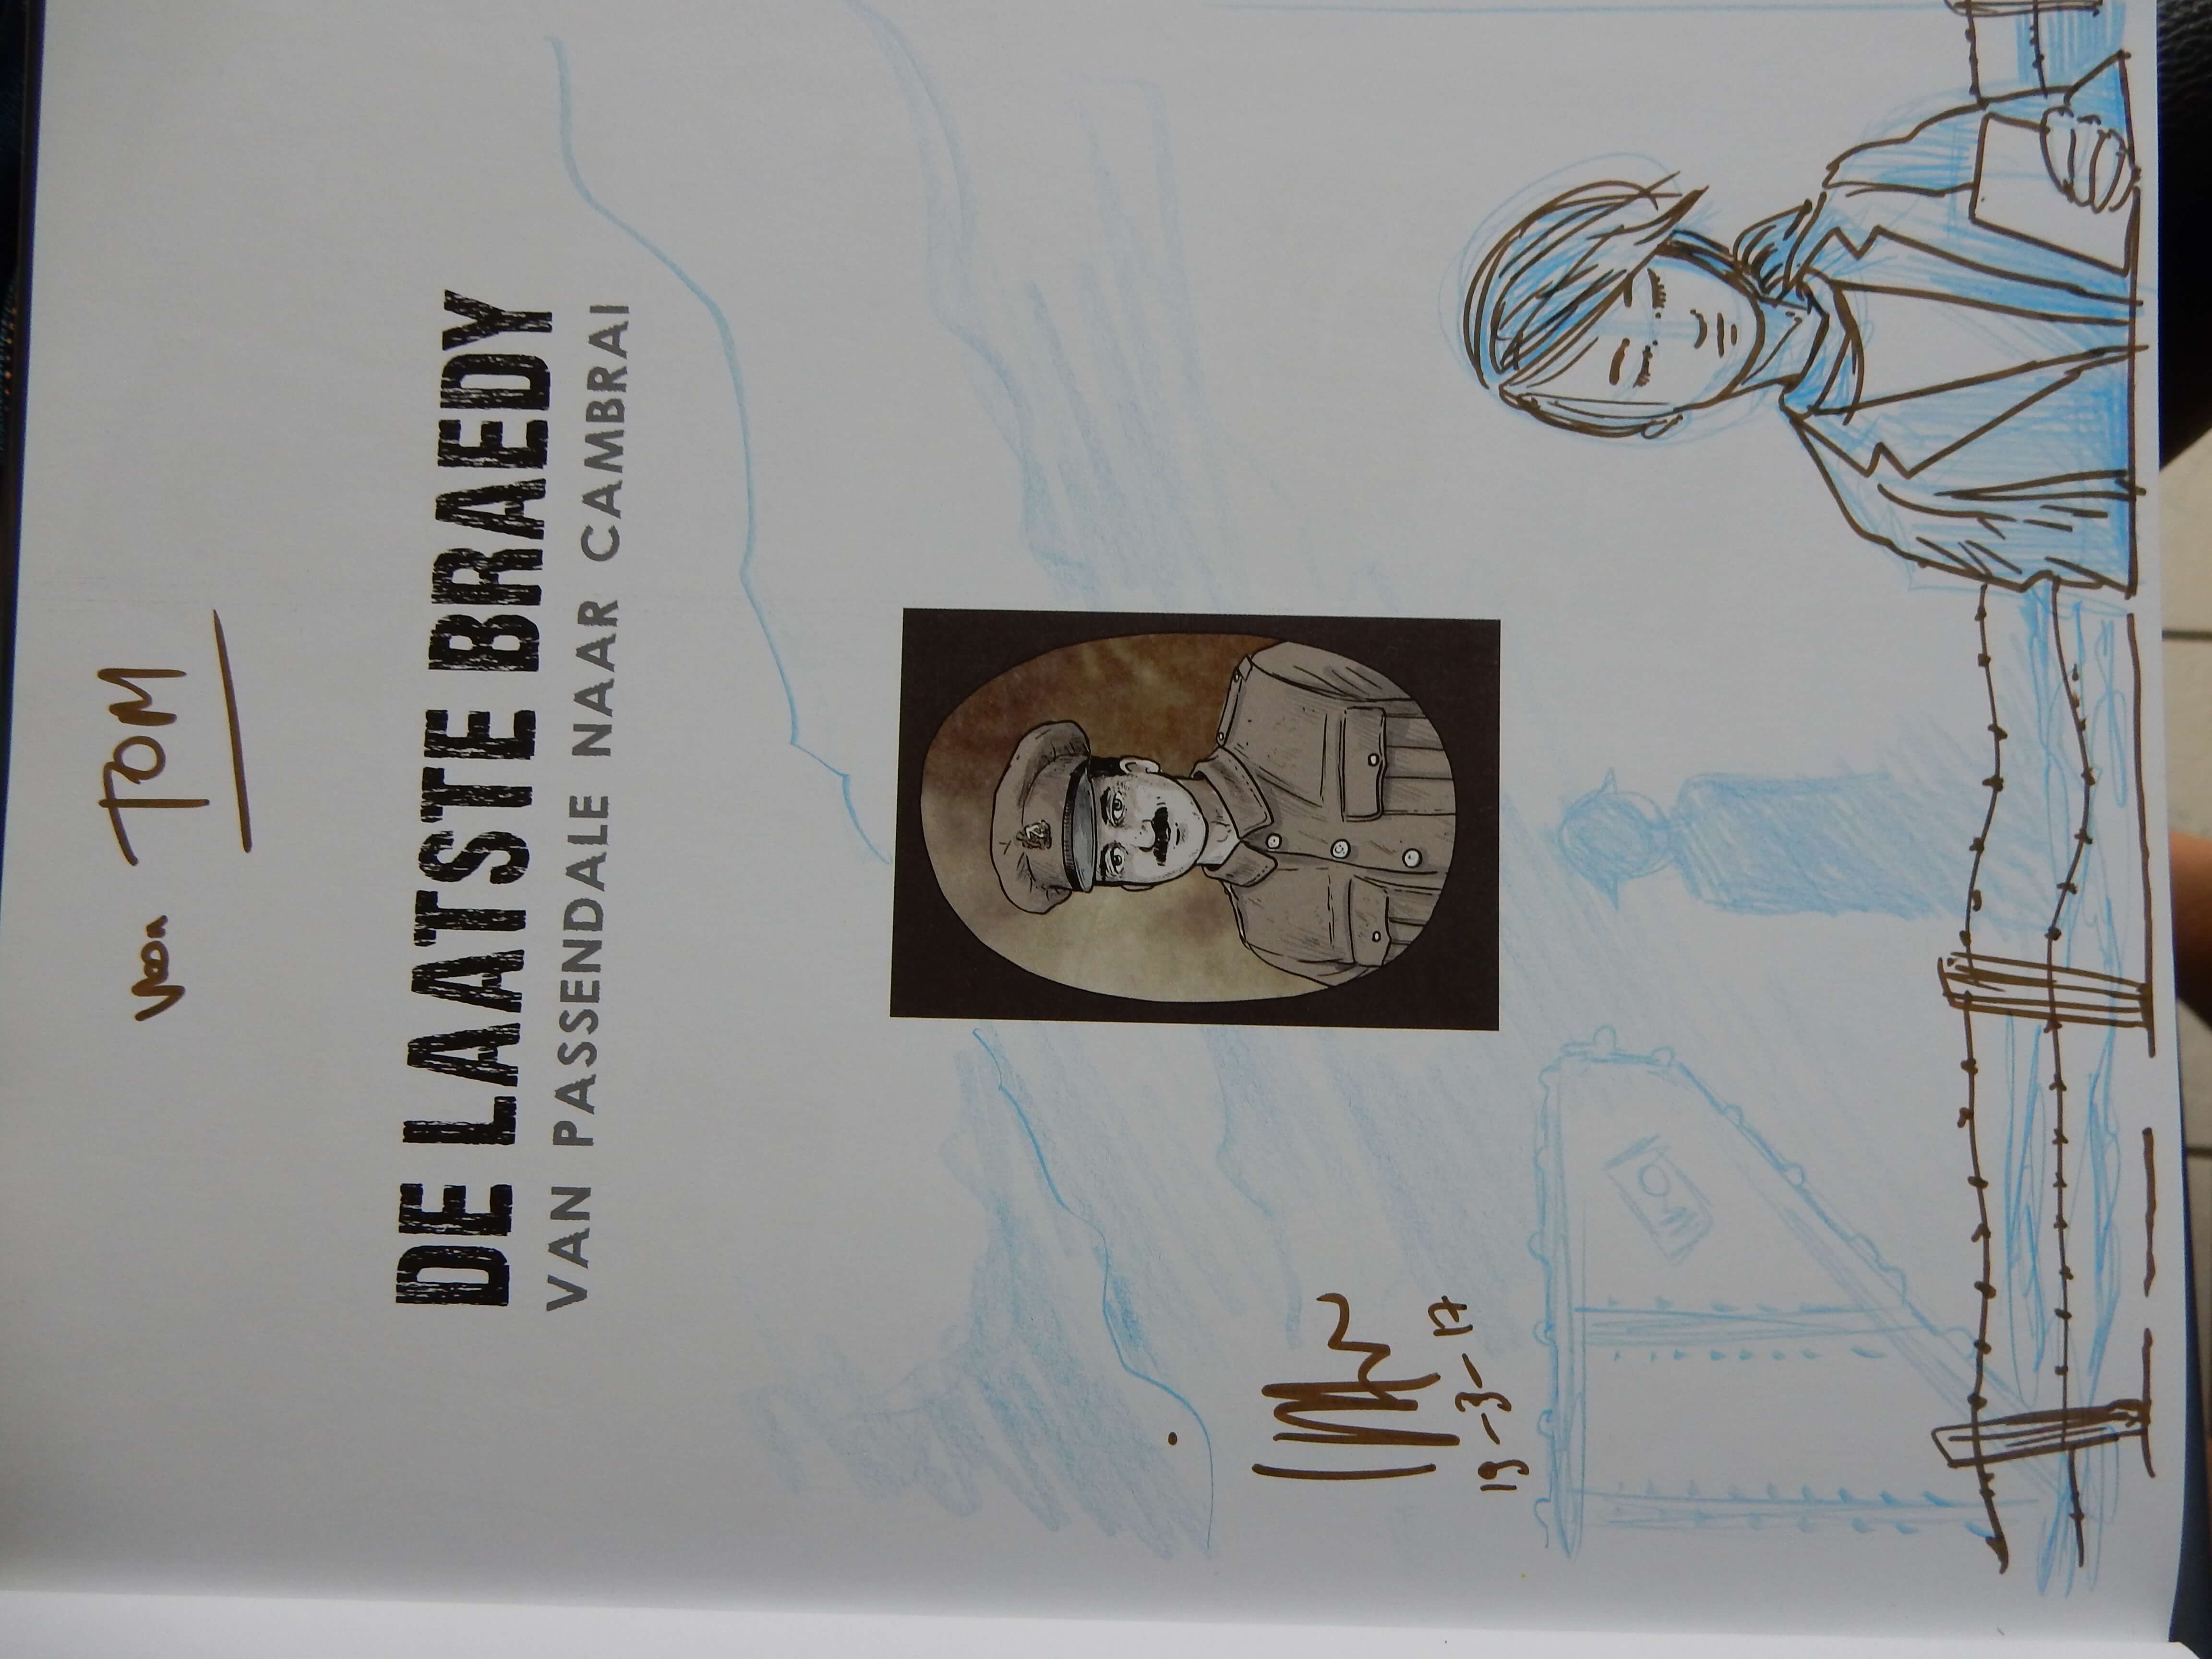 voor TOM
DE LAATSTE BRAEDY
VAN PASSENDALE NAAR CAMBRAI
19-3-17